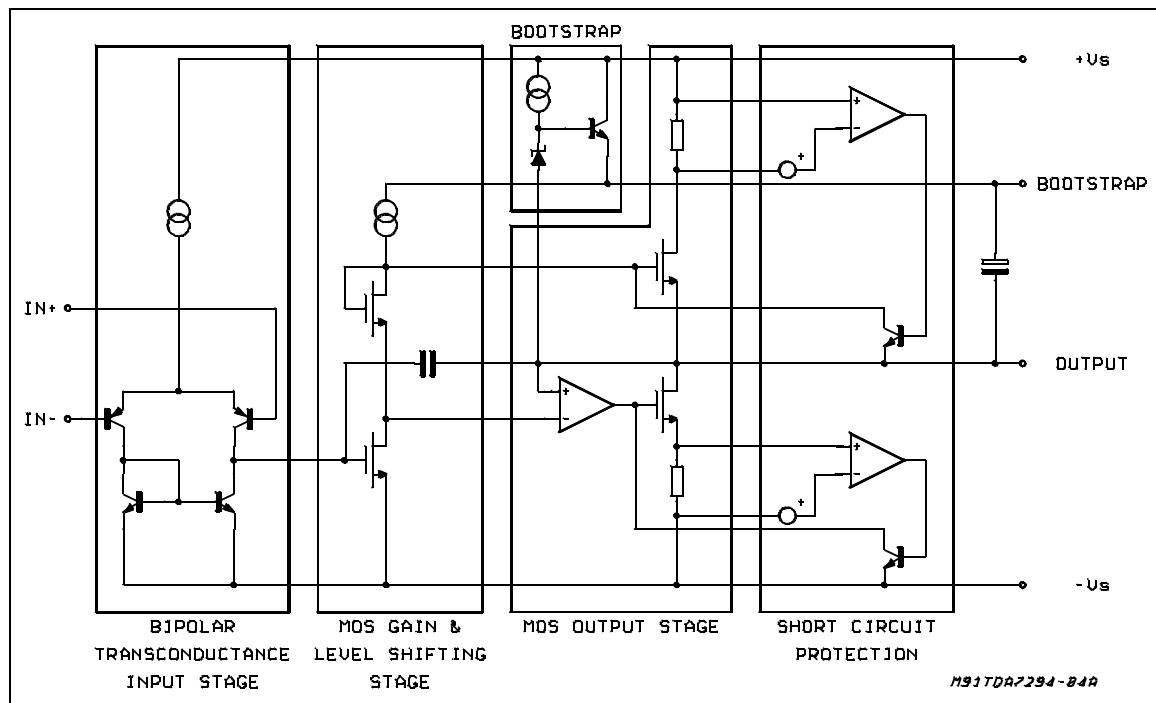 BOOTSTRAP
+Vs
+
-
+
BOOTSTRAP
IN+
OUTPUT
IN-
+
-
+
-
+
-Vs
BIPOLAR
TRANSCONDUCTANCE
INPUT STAGE
MOS GAIN &
LEVEL SHIFTING
STAGE
MOS OUTPUT STAGE
SHORT CIRCUIT
PROTECTION
M91TDA7294-04A